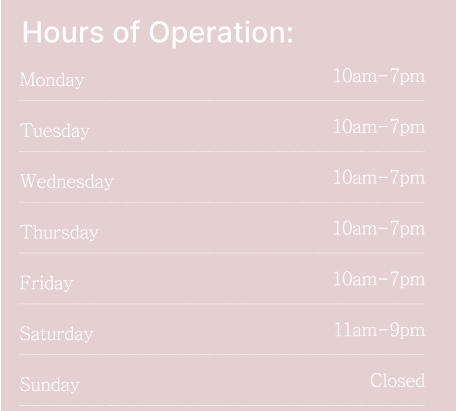 Hours of Operation:
Monday 10am-7pm
Tuesday 10am-7pm
Wednesday 10am-7pm
Thursday 10am-7pm
Friday 10am-7pm
Saturday 11am-9pm
Sunday Closed